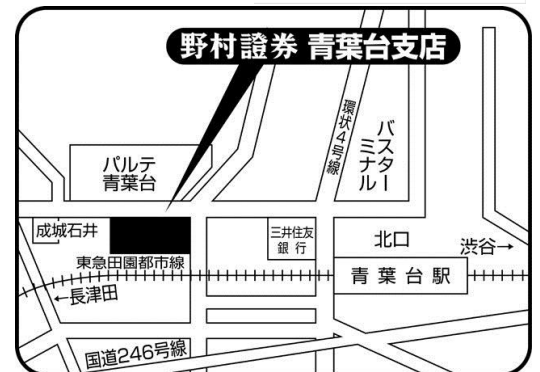 野村證券 青葉台支店
環状4号線
バスター
ミナル
パルテ
青葉台
成城石井
三井住友
銀行
北口
渋谷→
東急田園都市線
青葉台駅
←長津田
国道246号線